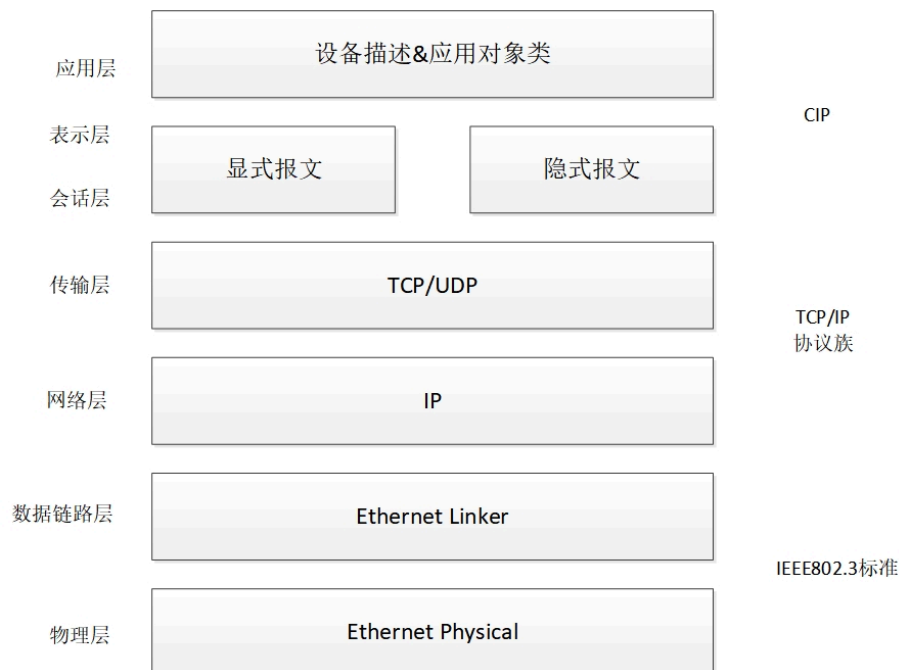 设备描述&应用对象类
应用层
CIP
表示层
显式报文
隐式报文
会话层
传输层
TCP/UDP
TCP/IP
协议族
网络层
IP
数据链路层
Ethernet Linker
IEEE802.3标准
物理层
Ethernet Physical